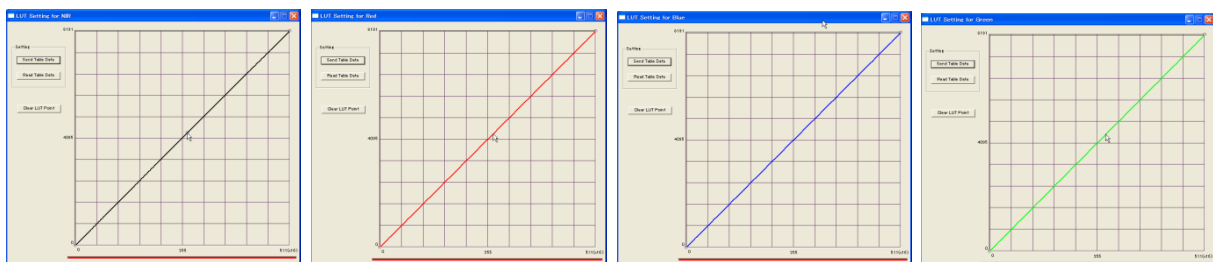 LUT Setting for NIR
8191
Setting
Send Table Data
Read Table Data
Clear LUT Point
4095
0
0
255
511(x16)
LUT Setting for Red
8191
Setting
Send Table Data
Read Table Data
Clear LUT Point
4095
0
0
255
511(x16)
LUT Setting for Blue
8191
Setting
Send Table Data
Read Table Data
Clear LUT Point
4095
0
0
255
511(x16)
LUT Setting for Green
8191
Setting
Send Table Data
Read Table Data
Clear LUT Point
4095
0
0
255
511(x16)